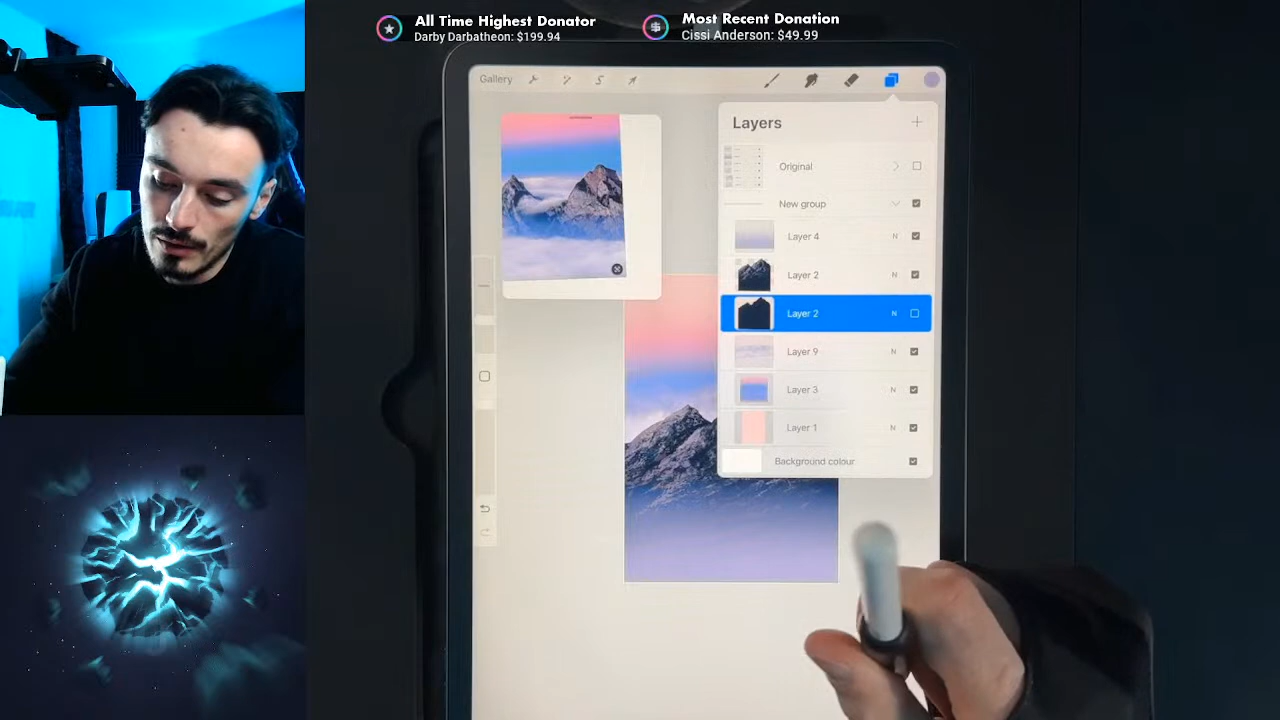 All Time Highest Donator
Darby Darbatheon: $199.94
Most Recent Donation
Cissi Anderson: $49.99
Gallery
Layers
Original
New group
Layer 4 N
Layer 2 N
Layer 2 N
Layer 9 N
Layer 3 N
Layer 1 N
Background colour